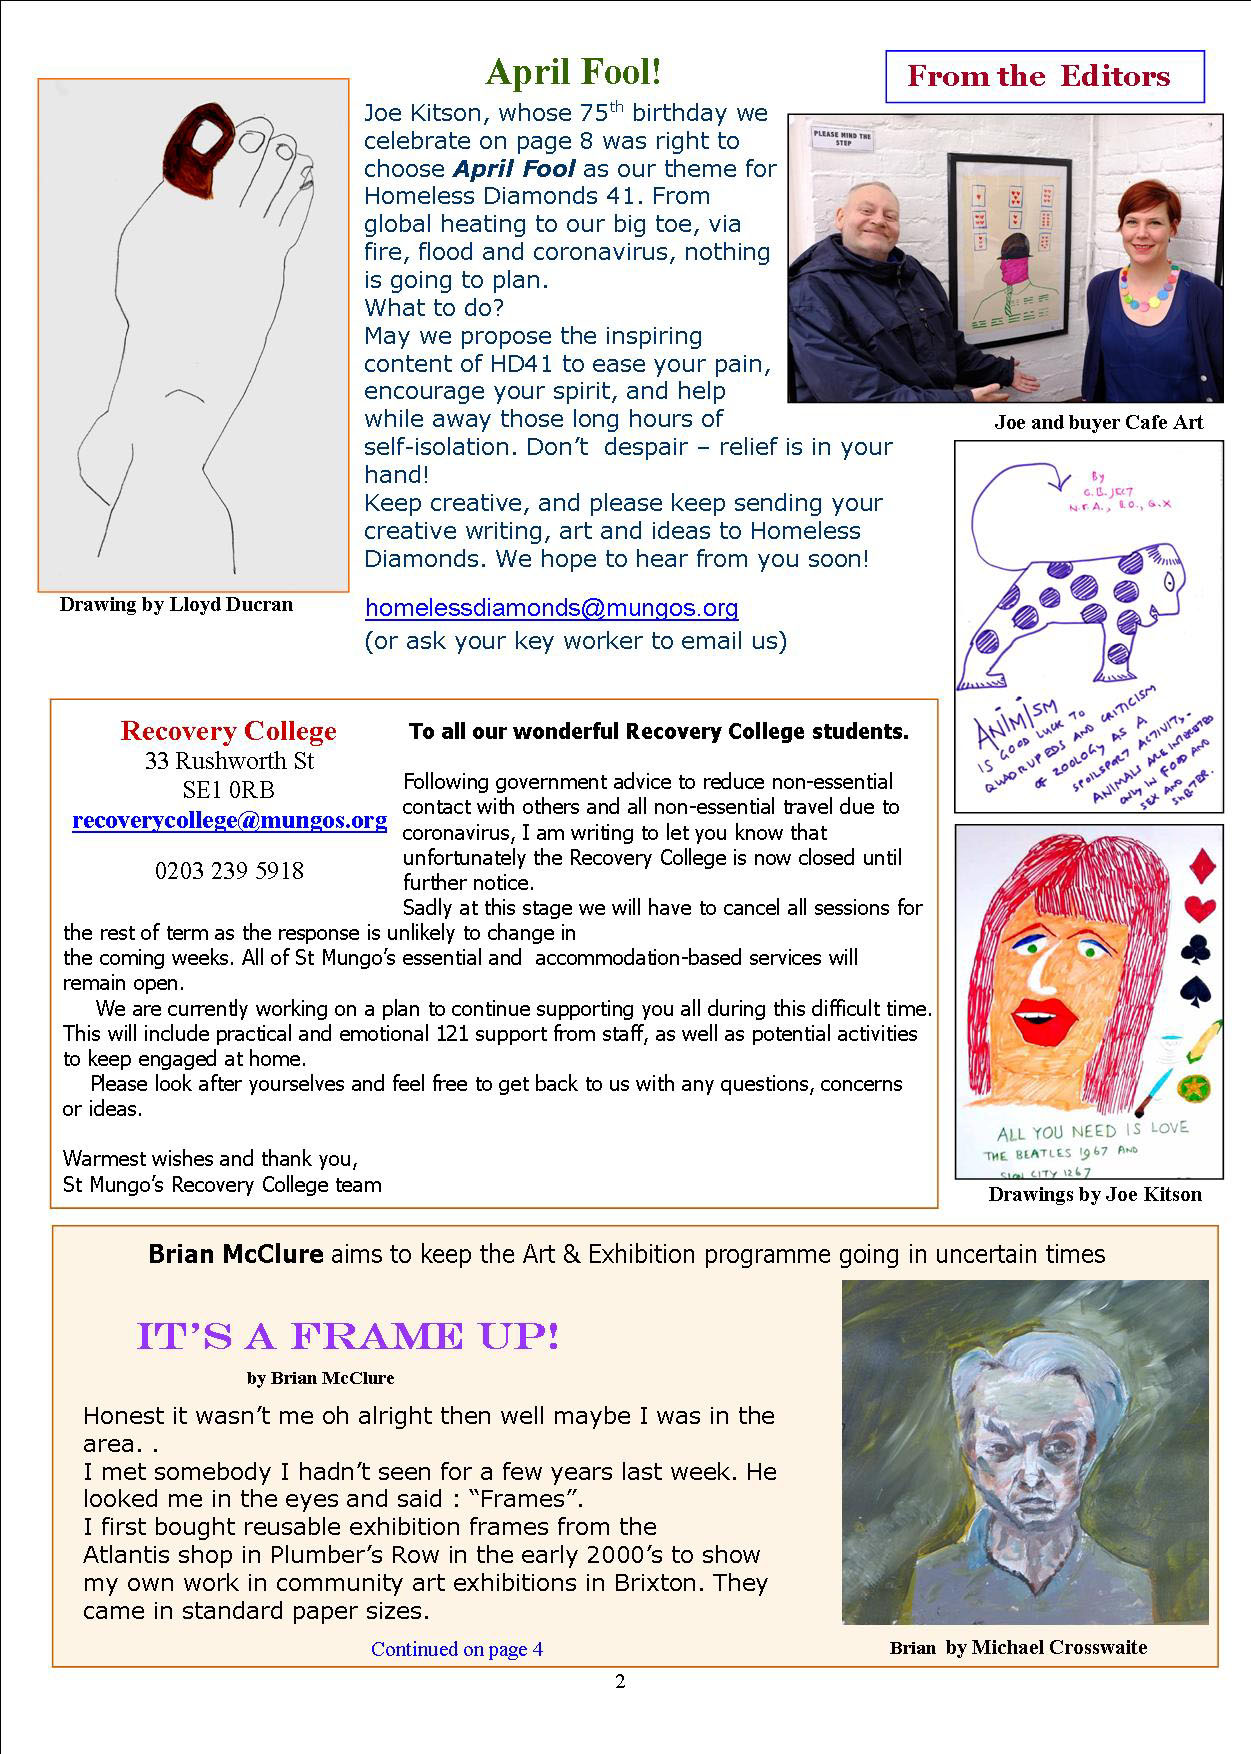 April Fool!
From the Editors
Joe Kitson, whose 75th birthday we
celebrate on page 8 was right to
choose April Fool as our theme for
Homeless Diamonds 41. From
global heating to our big toe, via
fire, flood and coronavirus, nothing
is going to plan.
What to do?
May we propose the inspiring
content of HD41 to ease your pain,
encourage your spirit, and help
while away those long hours of
self-isolation. Don’t despair – relief is in your
hand!
Keep creative, and please keep sending your
creative writing, art and ideas to Homeless
Diamonds. We hope to hear from you soon!
homelessdiamonds@mungos.org
(or ask your key worker to email us)
Drawing by Lloyd Ducran
PLEASE MIND THE
STEP
Joe and buyer Cafe Art
By
N.F.A.,
ANIMISM
IS GOOD LUCK TO
QUADRUPEDS AND CRITICISM
OF ZOOLOGY AS A
SPOILSPORT ACTIVITY.
ANIMALS ARE INTERESTED
ONLY IN FOOD AND
SEX AND
SHELTER.
ALL YOU NEED IS LOVE
THE BEATLES 1967 AND
CITY 1267
Drawings by Joe Kitson
Recovery College
33 Rushworth St
SE1 0RB
recoverycollege@mungos.org
0203 239 5918
To all our wonderful Recovery College students.
Following government advice to reduce non-essential
contact with others and all non-essential travel due to
coronavirus, I am writing to let you know that
unfortunately the Recovery College is now closed until
further notice.
Sadly at this stage we will have to cancel all sessions for
the rest of term as the response is unlikely to change in
the coming weeks. All of St Mungo’s essential and accommodation-based services will
remain open.
We are currently working on a plan to continue supporting you all during this difficult time.
This will include practical and emotional 121 support from staff, as well as potential activities
to keep engaged at home.
Please look after yourselves and feel free to get back to us with any questions, concerns
or ideas.
Warmest wishes and thank you,
St Mungo’s Recovery College team
Brian McClure aims to keep the Art & Exhibition programme going in uncertain times
IT’S A FRAME UP!
by Brian McClure
Honest it wasn’t me oh alright then well maybe I was in the
area. .
I met somebody I hadn’t seen for a few years last week. He
looked me in the eyes and said : “Frames”.
I first bought reusable exhibition frames from the
Atlantis shop in Plumber’s Row in the early 2000’s to show
my own work in community art exhibitions in Brixton. They
came in standard paper sizes.
Continued on page 4
Brian by Michael Crosswaite
2